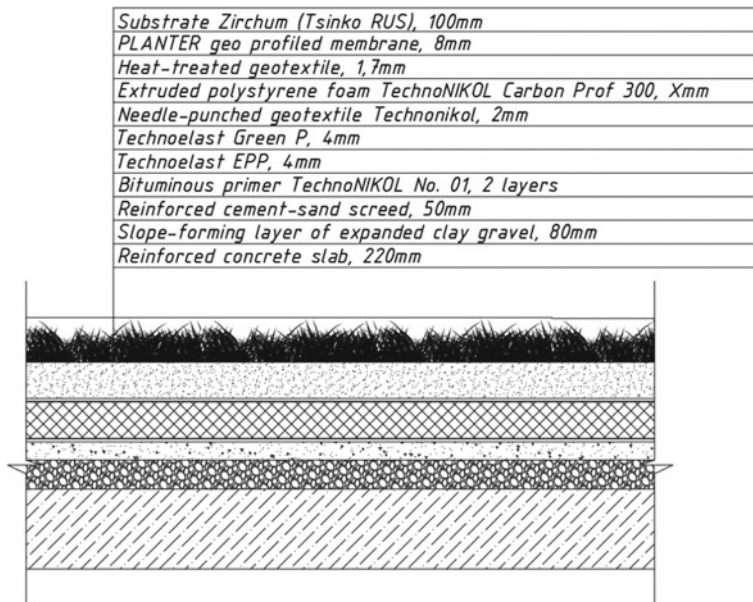 Substrate Zirchum (Tsinko RUS), 100mm
PLANTER geo profiled membrane, 8mm
Heat-treated geotextile, 1,7mm
Extruded polystyrene foam TechnoNIKOL Carbon Prof 300, Xmm
Needle-punched geotextile Technonikol, 2mm
Technoelast Green P, 4mm
Technoelast EPP, 4mm
Bituminous primer TechnoNIKOL No. 01, 2 layers
Reinforced cement-sand screed, 50mm
Slope-forming layer of expanded clay gravel, 80mm
Reinforced concrete slab, 220mm